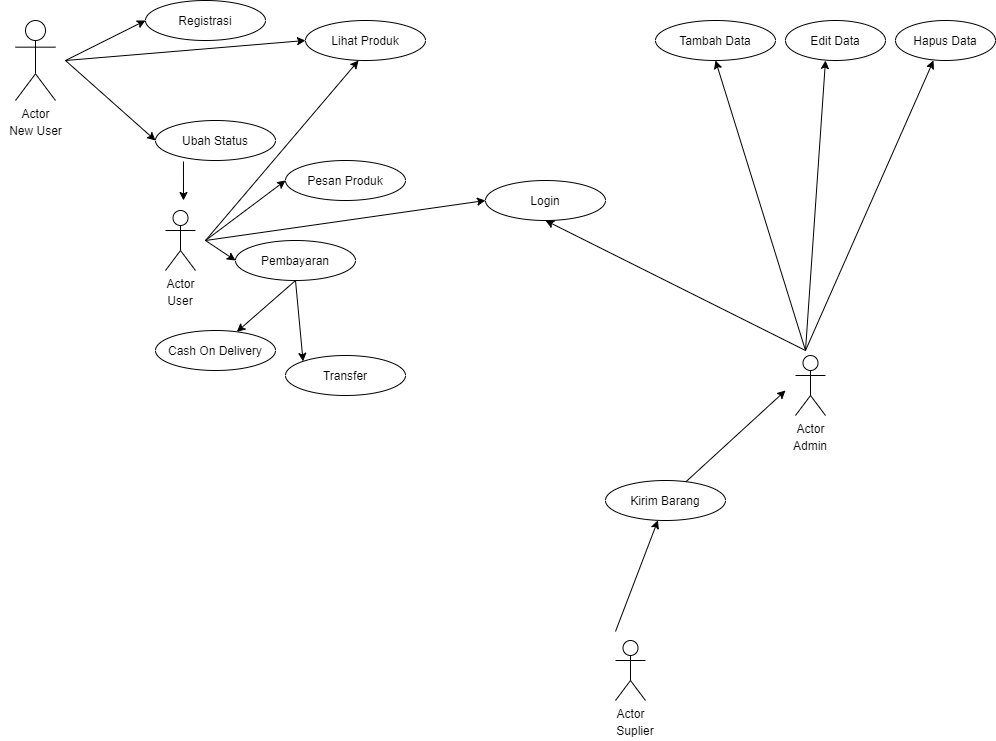 Registrasi
Lihat Produk
Tambah Data
Edit Data
Hapus Data
Actor
New User
Ubah Status
Pesan Produk
Login
Pembayaran
Actor
User
Cash On Delivery
Transfer
Actor
Admin
Kirim Barang
Actor
Suplier